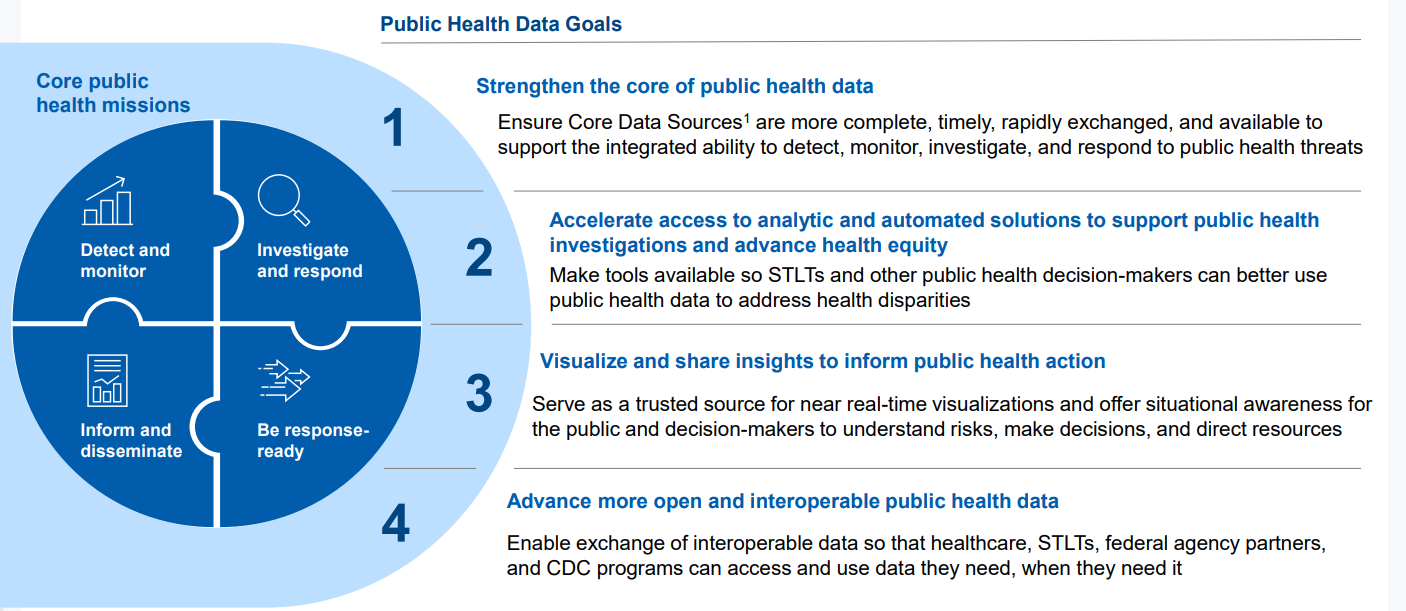 Public Health Data Goals
Core public
health missions
Detect and
monitor
Investigate
and respond
Inform and
disseminate
Be response-
ready
1
Strengthen the core of public health data
Ensure Core Data Sources¹ are more complete, timely, rapidly exchanged, and available to
support the integrated ability to detect, monitor, investigate, and respond to public health threats
2
Accelerate access to analytic and automated solutions to support public health
investigations and advance health equity
Make tools available so STLTs and other public health decision-makers can better use
public health data to address health disparities
3
Visualize and share insights to inform public health action
Serve as a trusted source for near real-time visualizations and offer situational awareness for
the public and decision-makers to understand risks, make decisions, and direct resources
4
Advance more open and interoperable public health data
Enable exchange of interoperable data so that healthcare, STLTs, federal agency partners,
and CDC programs can access and use data they need, when they need it